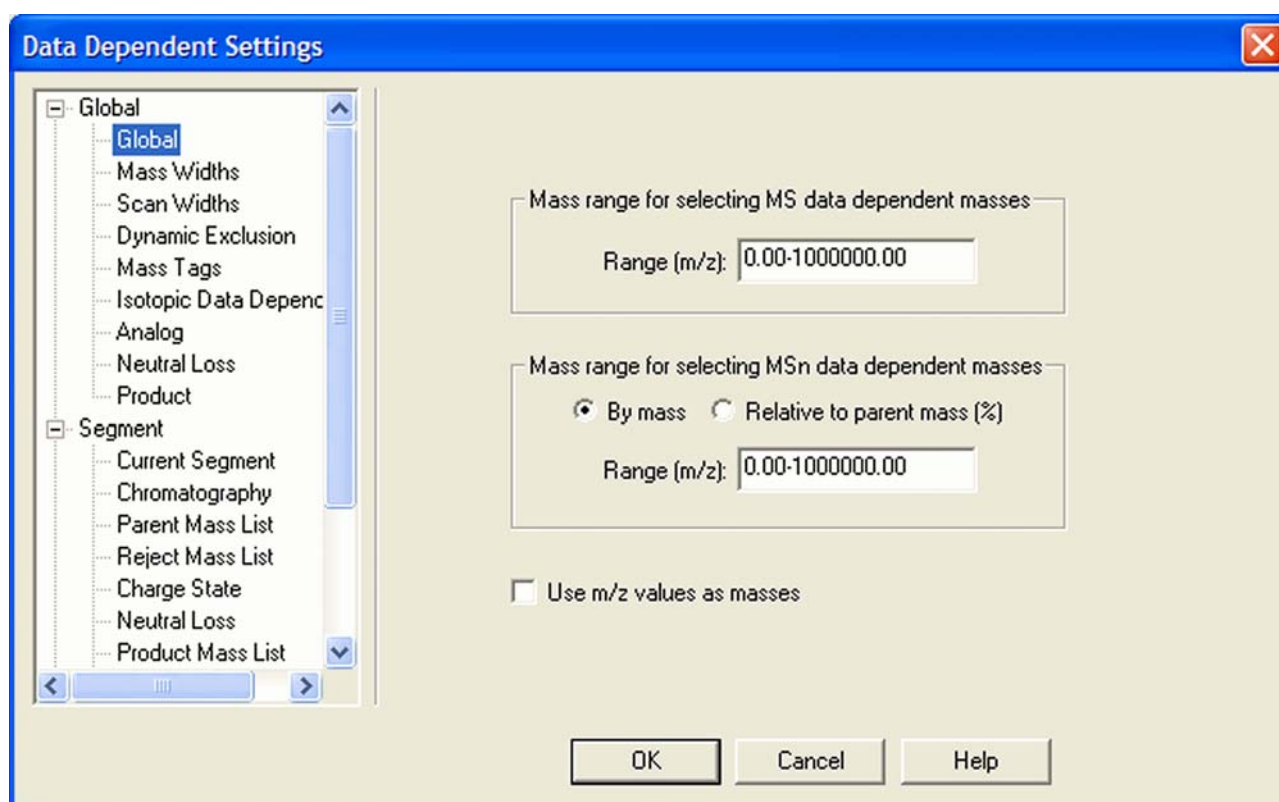 Data Dependent Settings
Global
Global
Mass Widths
Scan Widths
Dynamic Exclusion
Mass Tags
Isotopic Data Depenc
Analog
Neutral Loss
Product
Segment
Current Segment
Chromatography
Parent Mass List
Reject Mass List
Charge State
Neutral Loss
Product Mass List
Mass range for selecting MS data dependent masses
Range (m/z): 0.00-1000000.00
Mass range for selecting MSn data dependent masses
By mass Relative to parent mass (%)
Range (m/z): 0.00-1000000.00
Use m/z values as masses
OK Cancel Help